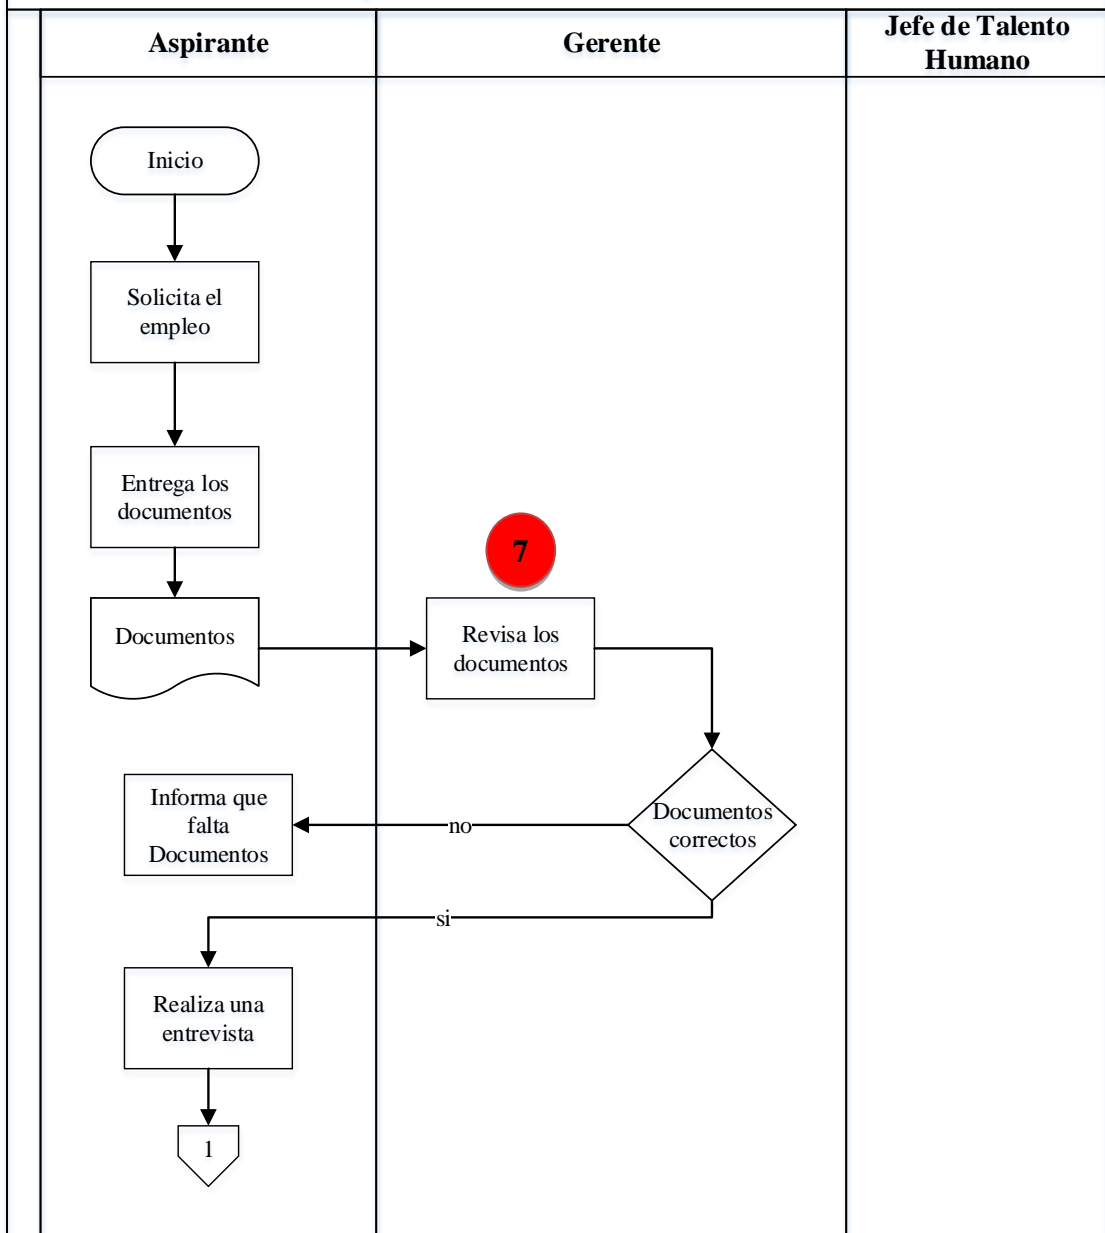 Aspirante
Gerente
Jefe de Talento
Humano
Inicio
Solicita el
empleo
Entrega los
documentos
7
Documentos
Revisa los
documentos
Informa que
falta
Documentos
no
Documentos
correctos
si
Realiza una
entrevista
1